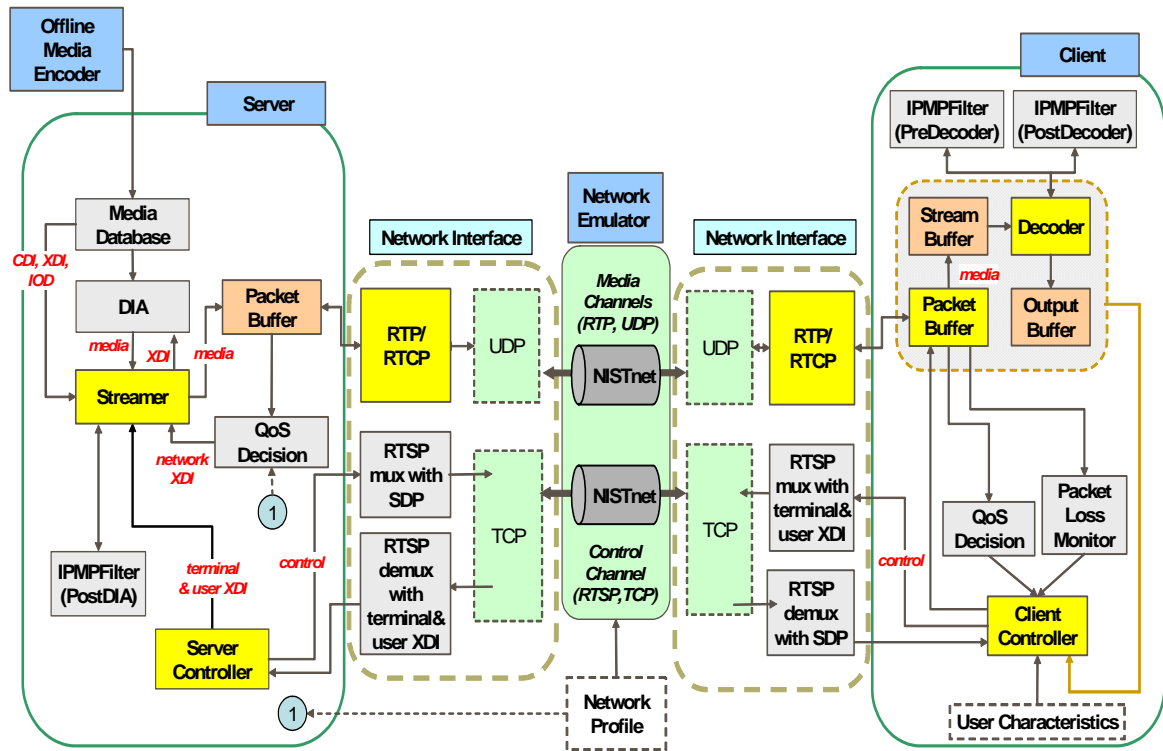 Offline
Media
Encoder
Server
Media
Database
CDI, XDI,
IOD
DIA
media
XDI
media
Packet
Buffer
Streamer
QoS
Decision
network
XDI
1
IPMPFilter
(PostDIA)
terminal
& user XDI
control
Server
Controller
1
Network Interface
RTP/
RTCP
UDP
RTSP
mux with
SDP
TCP
RTSP
demux
with
terminal&
user XDI
Network
Emulator
Media
Channels
(RTP, UDP)
NISTnet
NISTnet
Control
Channel
(RTSP,TCP)
Network
Profile
Network Interface
UDP
RTP/
RTCP
TCP
RTSP
mux with
terminal&
user XDI
RTSP
demux
with SDP
Client
IPMPFilter
(PreDecoder)
IPMPFilter
(PostDecoder)
Stream
Buffer
Decoder
media
Packet
Buffer
Output
Buffer
QoS
Decision
Packet
Loss
Monitor
control
Client
Controller
User Characteristics